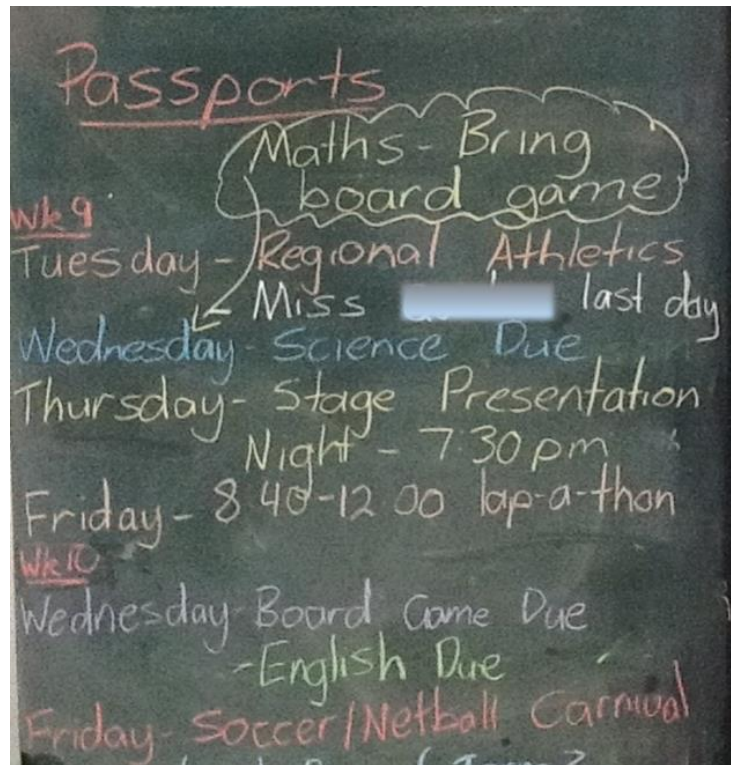 Passports
Maths - Bring
board game
Wk 9
Tuesday - Regional Athletics
- Miss last day
Wednesday - Science Due
Thursday - Stage Presentation
Night - 7.30pm
Friday - 8 40-12 00 lap-a-thon
Wk 10
Wednesday - Board Game Due
- English Due
Friday - Soccer/Netball Carnival